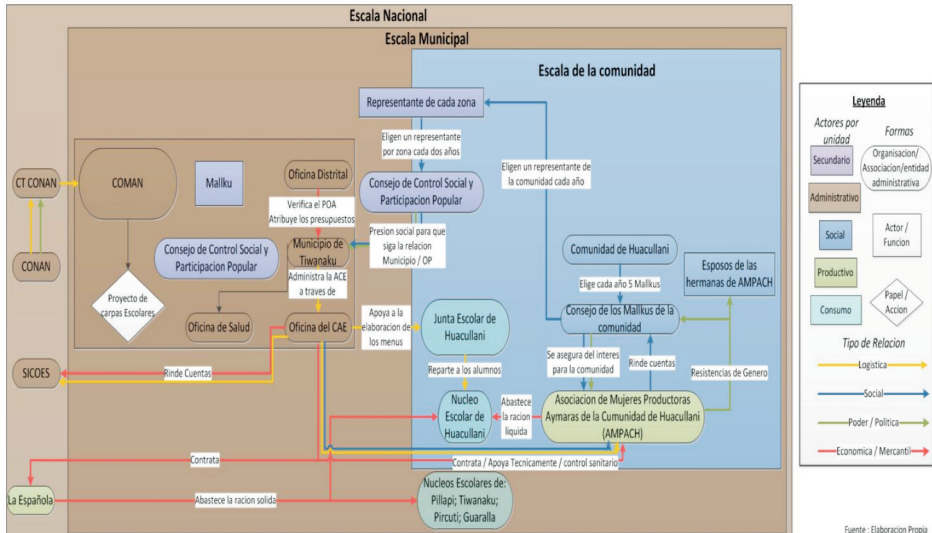 Escala Nacional
Escala Municipal
Escala de la comunidad
Representante de cada zona
Eligen un representante
por zona cada dos años
Eligen un representante de
la comunidad cada año
CT CONAN
CONAN
COMAN
Mallku
Oficina Distrital
Verifica el POA
Atribuye los presupuestos
Consejo de Control Social y
Participacion Popular
Consejo de Control Social y
Participacion Popular
Presion social para que
siga la relacion
Municipio / OP
Municipio de
Tiwanaku
Administra la ACE
a traves de
Proyecto de
carpas Escolares
Oficina de Salud
Oficina del CAE
Apoya a la
elaboracion de
los menus
Comunidad de Huacullani
Elige cada año 5 Mallkus
Consejo de los Mallkus de la
comunidad
Esposos de las
hermanas de AMPACH
Junta Escolar de
Huacullani
Reparte a los alumnos
Se asegura del interes
para la comunidad
Rinde cuentas
Resistencias de Genero
SICOES
Rinde Cuentas
Nucleo
Escolar de
Huacullani
Abastece
la racion
liquida
Asociacion de Mujeres Productoras
Aymaras de la Cumunidad de Huacullani
(AMPACH)
Contrata
Contrata / Apoya Tecnicamente / control sanitario
La Española
Abastece la racion solida
Nucleos Escolares de:
Pillapi; Tiwanaku;
Pircuti; Guaralla
Leyenda
Actores por
unidad
Formas
Secundario
Organisacion/
Associacion/entidad
administrativa
Administrativo
Social
Actor /
Funcion
Productivo
Consumo
Papel /
Accion
Tipo de Relacion
Logistica
Social
Poder / Politica
Economica / Mercantil
Fuente : Elaboracion Propia